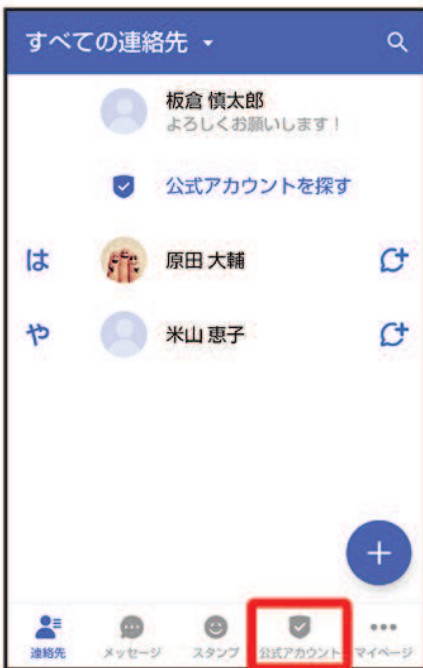 すべての連絡先
板倉 慎太郎
よろしくお願いします！
公式アカウントを探す
は
原田 大輔
や
米山 恵子
連絡先
メッセージ
スタンプ
公式アカウント
マイページ